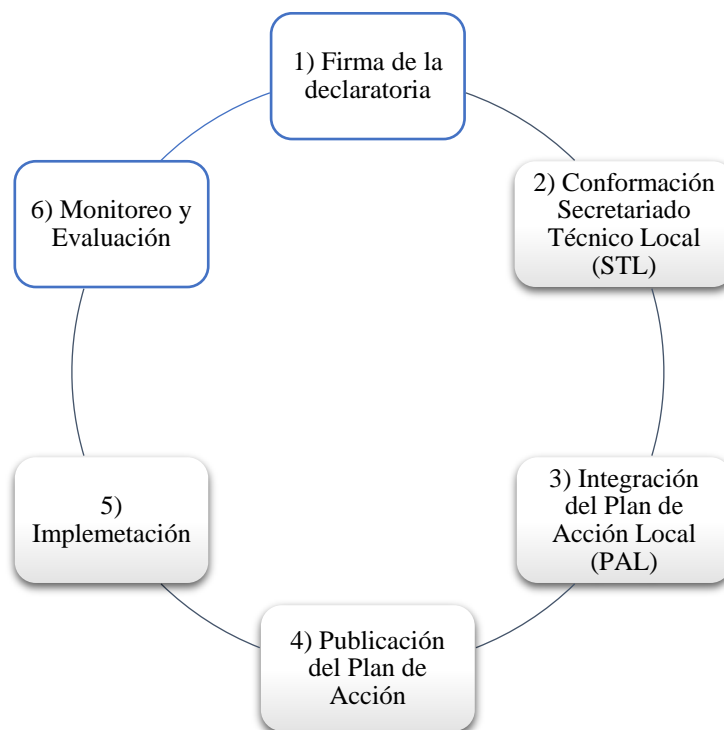 1) Firma de la
declaratoria
2) Conformación
Secretariado
Técnico Local
(STL)
3) Integración
del Plan de
Acción Local
(PAL)
4) Publicación
del Plan de
Acción
5)
Implemetación
6) Monitoreo y
Evaluación